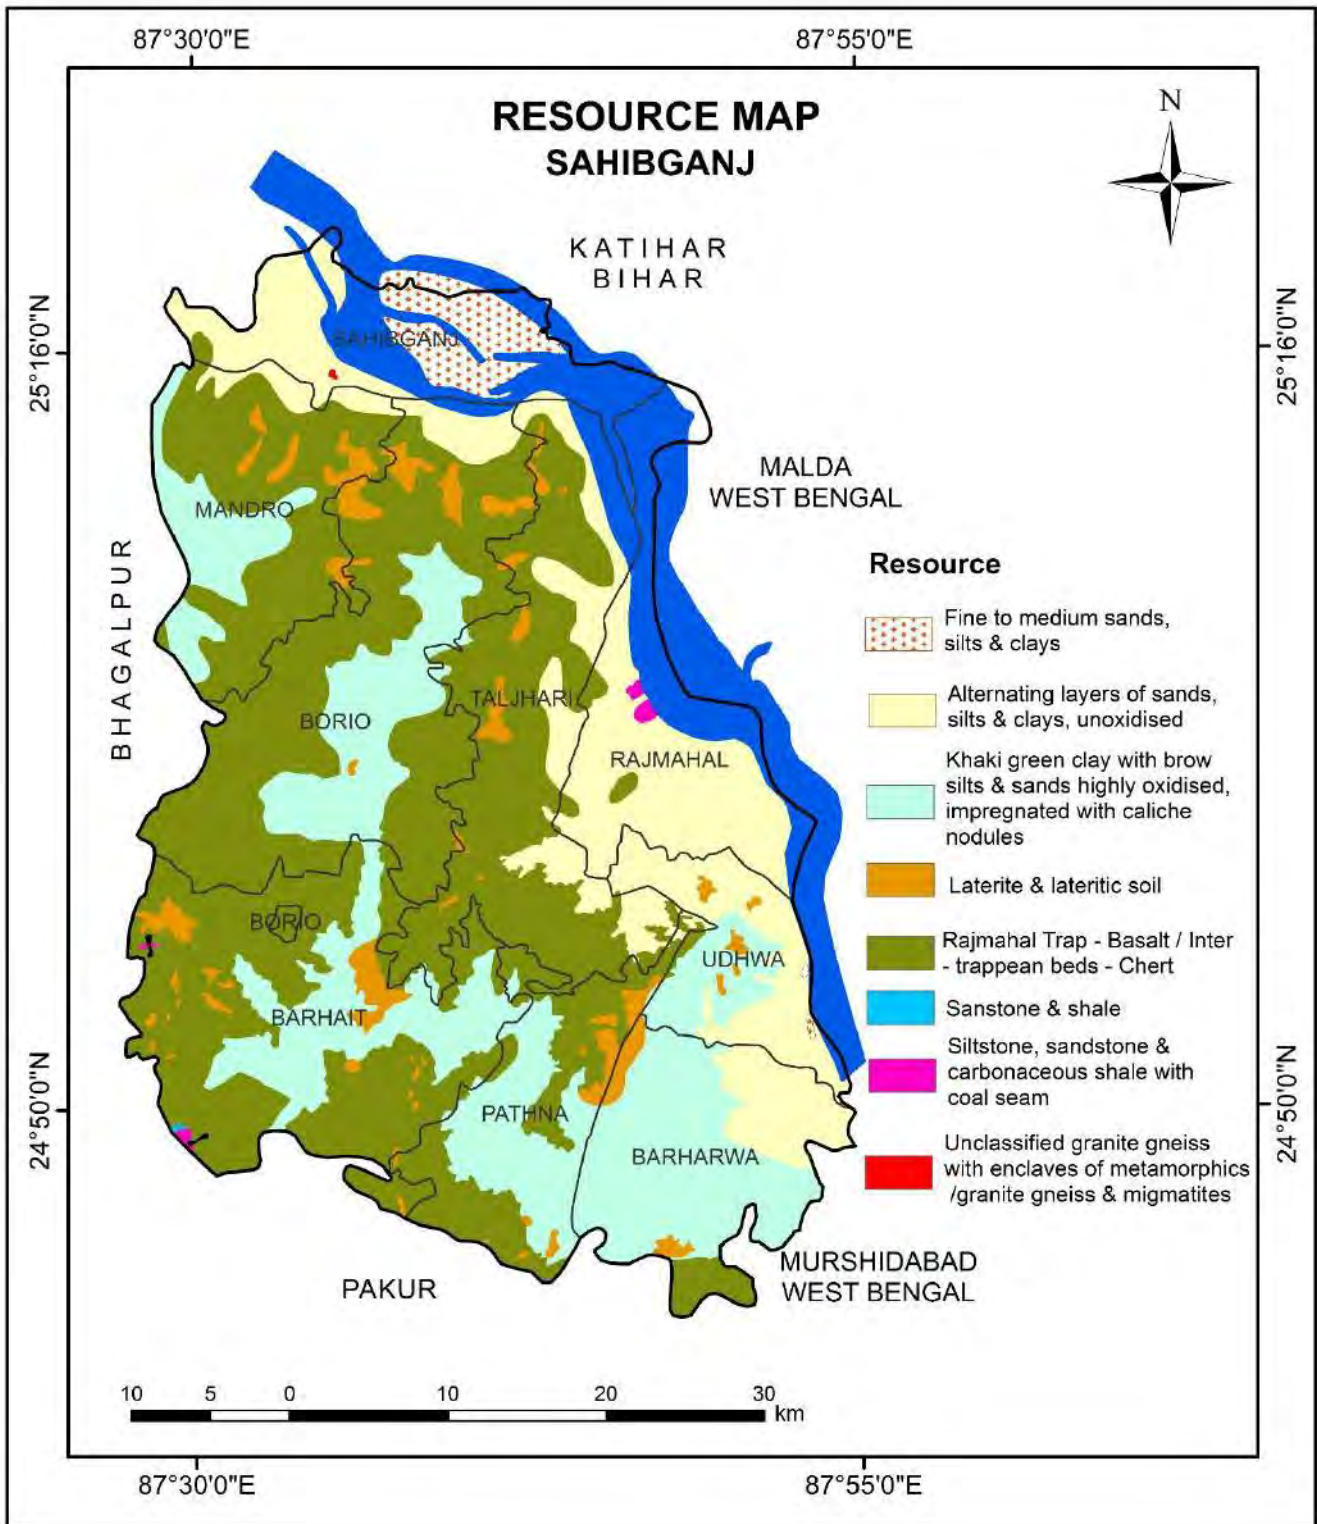 87°30'0"E
87°55'0"E
RESOURCE MAP
SAHIBGANJ
N
KATIHAR
BIHAR
25°16'0"N
25°16'0"N
SAHIBGANJ
MALDA
WEST BENGAL
MANDRO
BHAGALPUR
Resource
Fine to medium sands,
silts & clays
Alternating layers of sands,
silts & clays, unoxidised
Khaki green clay with brow
silts & sands highly oxidised,
impregnated with caliche
nodules
Laterite & lateritic soil
Rajmahal Trap - Basalt / Inter
- trappean beds - Chert
Sanstone & shale
Siltstone, sandstone &
carbonaceous shale with
coal seam
Unclassified granite gneiss
with enclaves of metamorphics
/granite gneiss & migmatites
TALJHARI
BORIO
RAJMAHAL
BORIO
UDHWA
BARHAIT
24°50'0"N
24°50'0"N
PATHNA
BARHARWA
MURSHIDABAD
WEST BENGAL
PAKUR
10 5 0 10 20 30
km
87°30'0"E
87°55'0"E